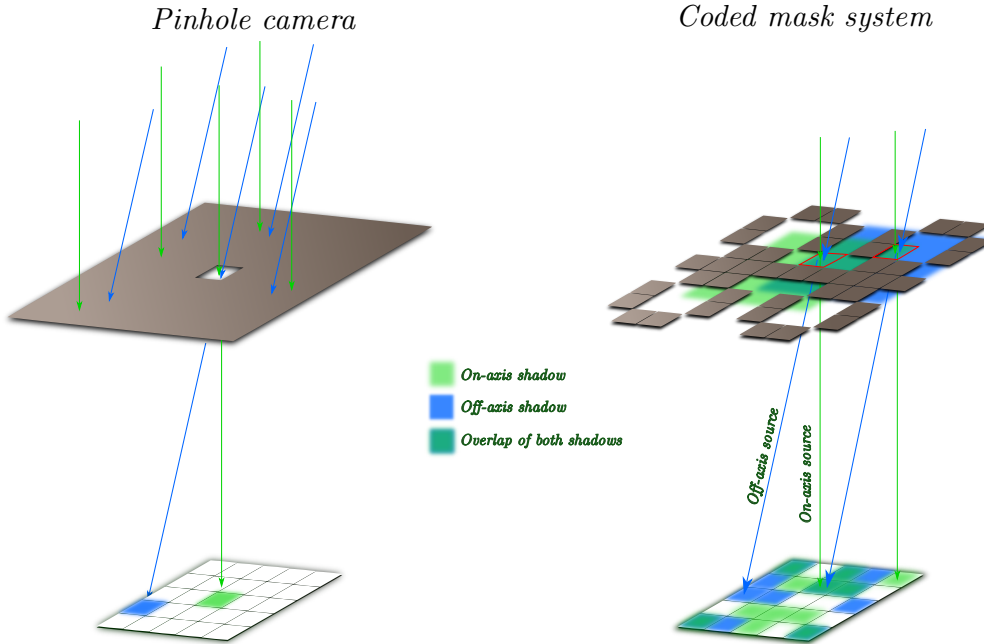 Pinhole camera
Coded mask system
On-axis shadow
Off-axis shadow
Overlap of both shadows
Off-axis source
On-axis source